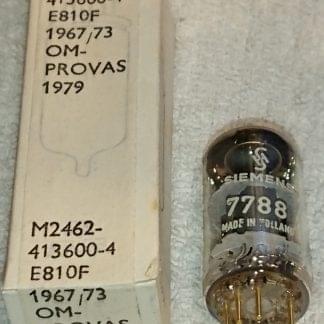 413600-4
E810F
1967/73
OM-
PROVAS
1979
M2462-
413600-4
E810F
1967/73
OM-
PROVAS
SIEMENS
7788
MADE IN HOLLAND